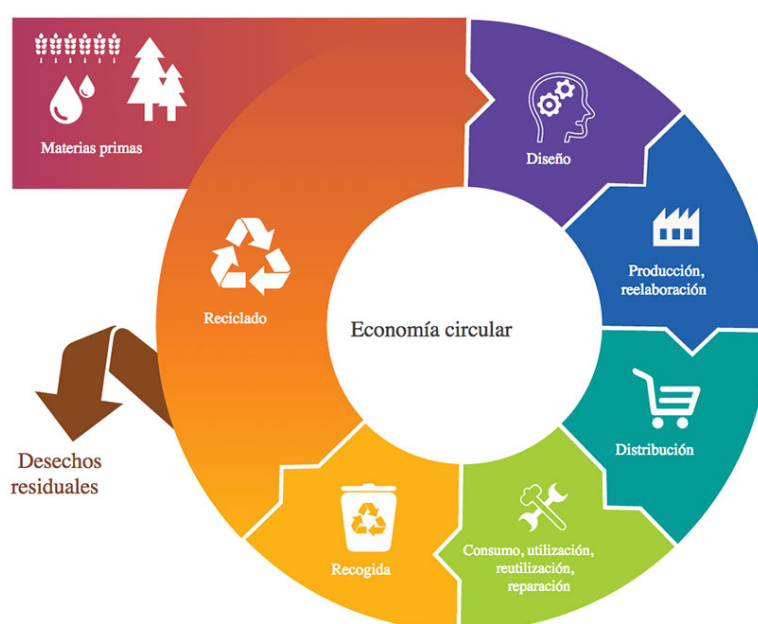 Materias primas
Diseño
Producción,
reelaboración
Distribución
Consumo, utilización,
reutilización,
reparación
Recogida
Reciclado
Desechos
residuales
Economía circular